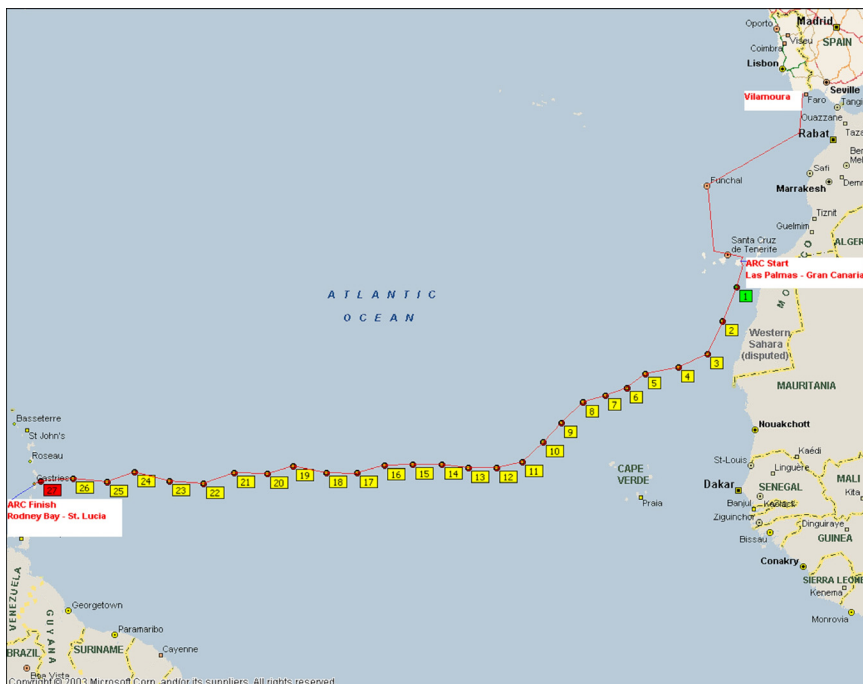 Oporto
Viseu
Madrid
Coimbra
SPAIN
Lisbon
Seville
Vilamoura
Faro
Ouazzane
Rabat
Safi
Marrakesh
Funchal
Tiznit
Guelmim
Santa Cruz
de Tenerife
ARC Start
Las Palmas - Gran Canaria
ATLANTIC
OCEAN
1
2
Western
Sahara
(disputed)
3
4
5
6
7
8
9
10
11
12
13
14
15
16
17
18
19
20
21
22
23
24
25
26
27
MAURITANIA
Nouakchott
Basseterre
St John's
Roseau
Castries
ARC Finish
Rodney Bay - St. Lucia
CAPE
VERDE
Praia
St-Louis
Kaédi
Linguère
MALI
Kita
Dakar
SENEGAL
Banjul
Ziguinchor
Dinguiraye
Bissau
GUINEA
Conakry
SIERRA LEONE
Kenema
Monrovia
VENEZUELA
GUYANA
Georgetown
Paramaribo
SURINAME
Cayenne
BRAZIL
Boa Vista
Copyright © 2003 Microsoft Corp. and/or its suppliers. All rights reserved.